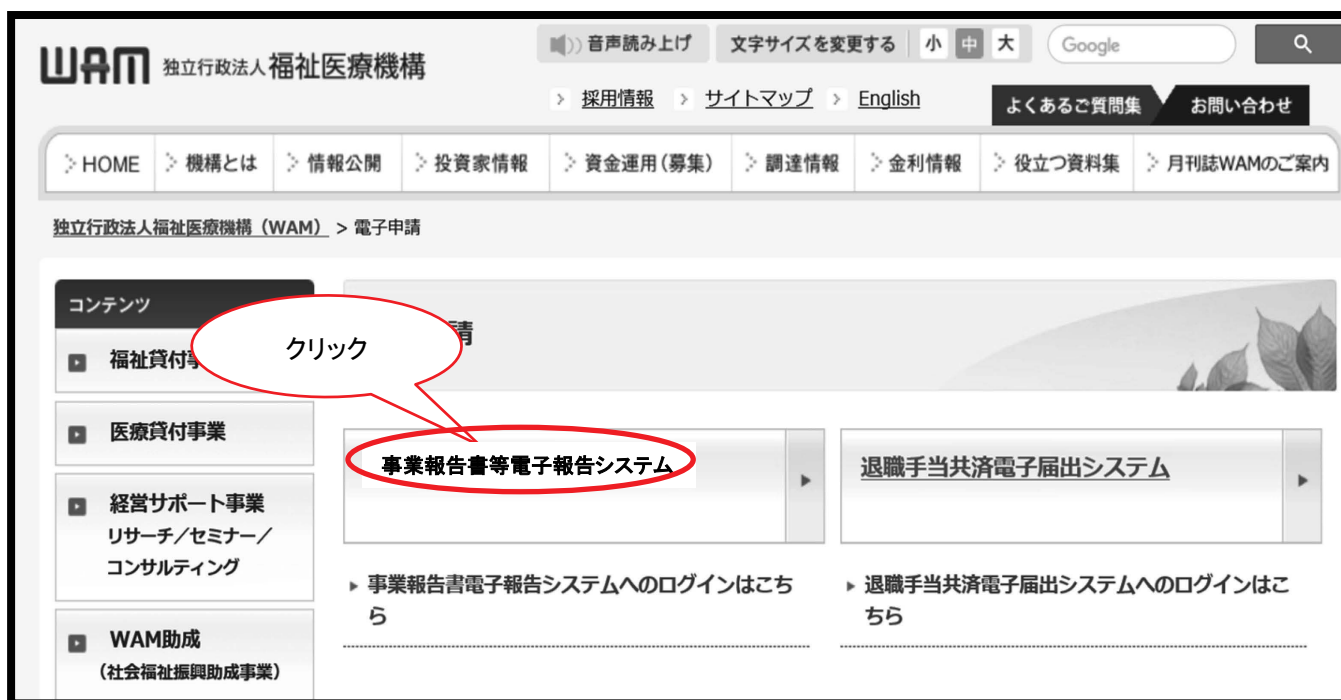 音声読み上げ
文字サイズを変更する 小 中 大
Google
WAM 独立行政法人福祉医療機構
採用情報 サイトマップ English
よくあるご質問集 お問い合わせ
HOME 機構とは 情報公開 投資家情報 資金運用(募集) 調達情報 金利情報 役立つ資料集 月刊誌WAMのご案内
独立行政法人福祉医療機構（WAM） > 電子申請
コンテンツ
福祉貸付事
医療貸付事業
経営サポート事業
リサーチ／セミナー／
コンサルティング
WAM助成
（社会福祉振興助成事業）
請
クリック
事業報告書等電子報告システム
退職手当共済電子届出システム
事業報告書電子報告システムへのログインはこち
ら
退職手当共済電子届出システムへのログインはこ
ちら